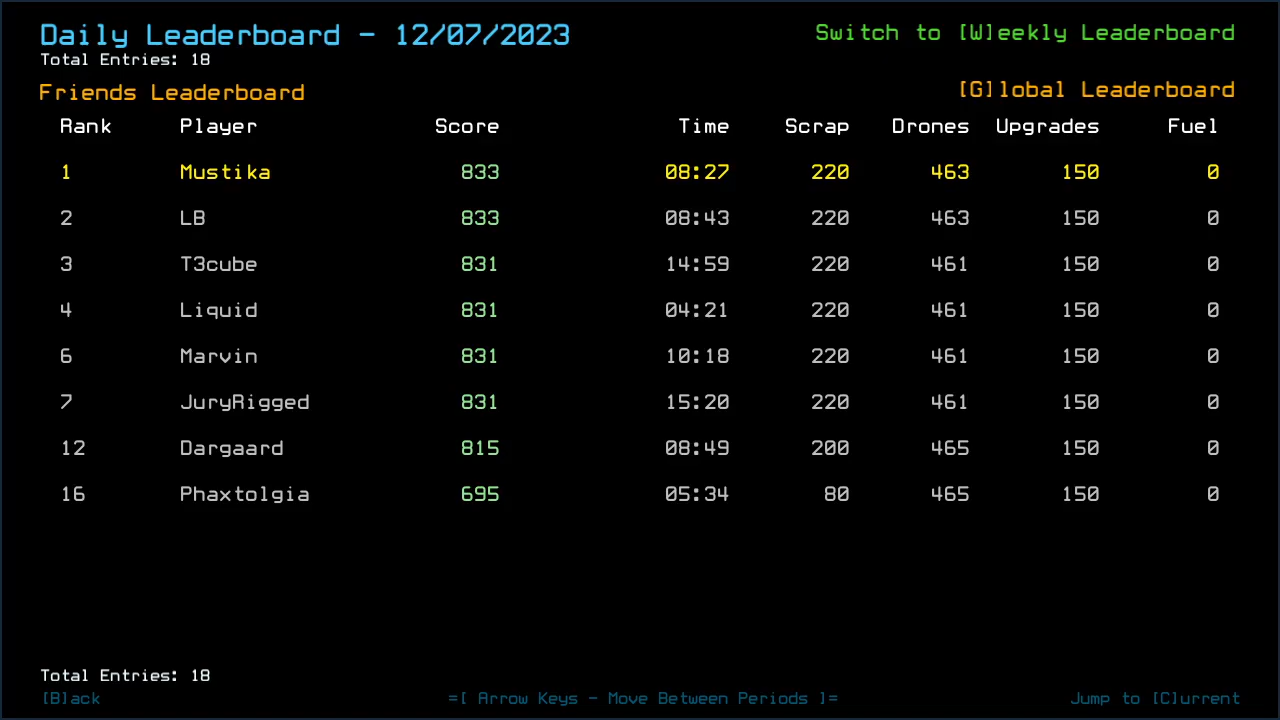 Daily Leaderboard - 12/07/2023 Switch to [W]eekly Leaderboard
Total Entries: 18
Friends Leaderboard [G]lobal Leaderboard
Rank Player Score Time Scrap Drones Upgrades Fuel
1 Mustika 833 08:27 220 463 150 0
2 LB 833 08:43 220 463 150 0
3 T3cube 831 14:59 220 461 150 0
4 Liquid 831 04:21 220 461 150 0
6 Marvin 831 10:18 220 461 150 0
7 JuryRigged 831 15:20 220 461 150 0
12 Dargaard 815 08:49 200 465 150 0
16 Phaxtolgia 695 05:34 80 465 150 0
Total Entries: 18
[B]ack =[ Arrow Keys - Move Between Periods ]= Jump to [C]urrent